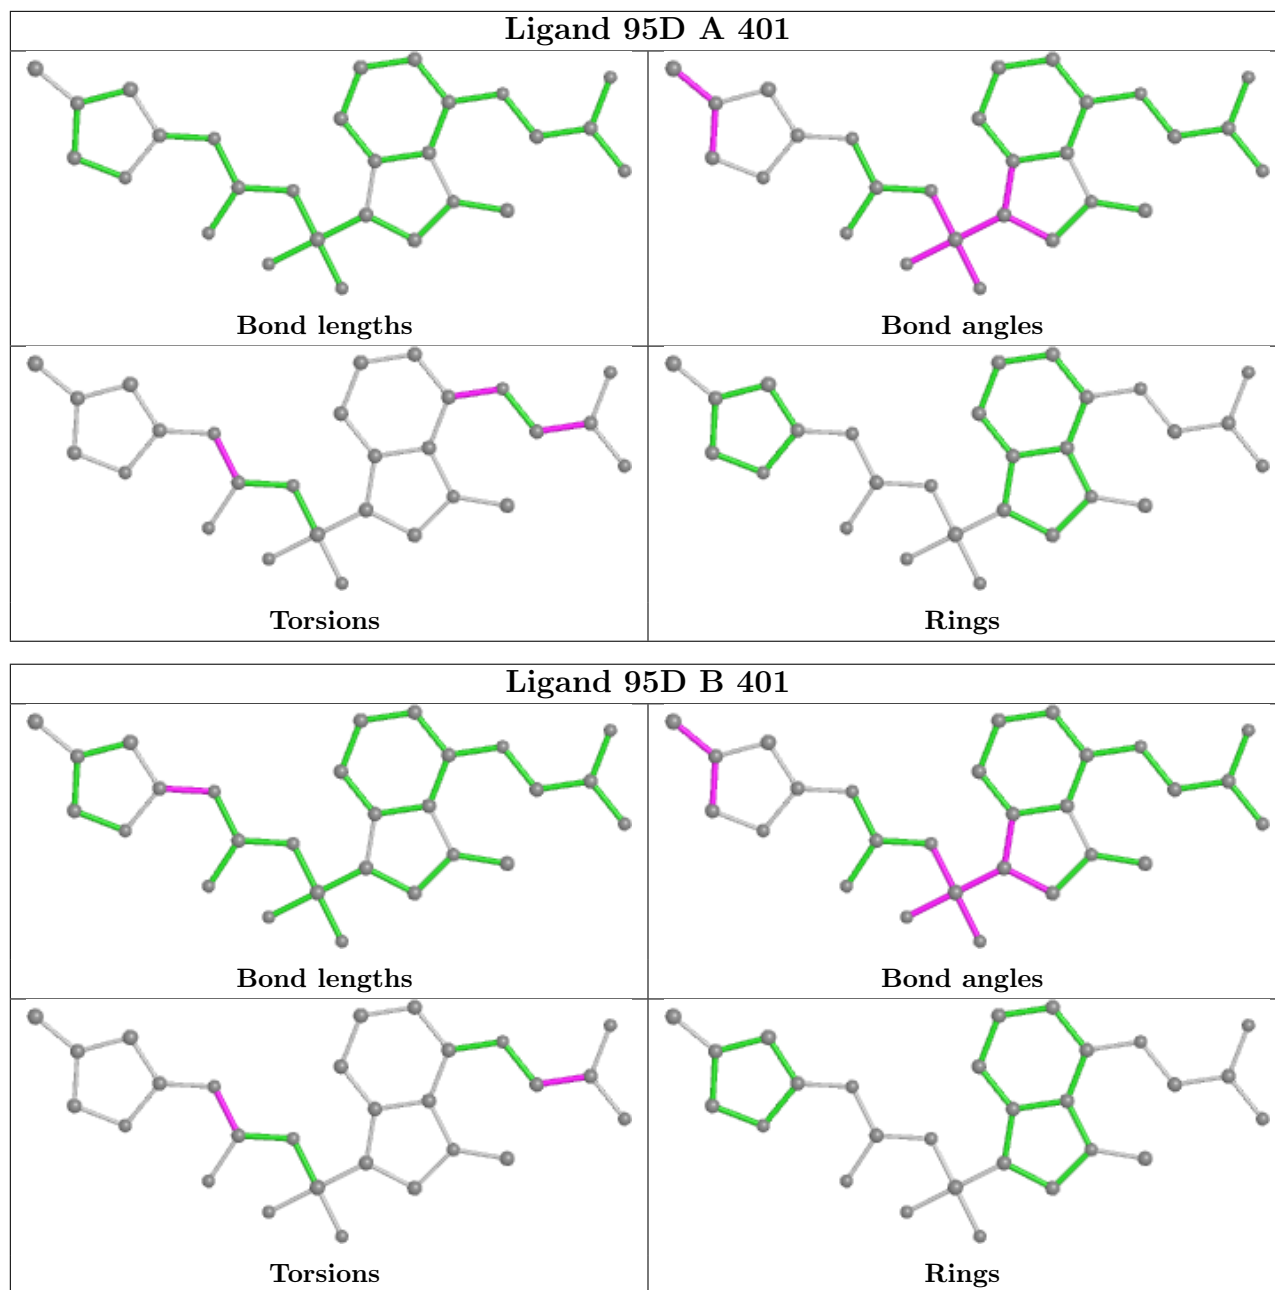 Ligand 95D A 401
Bond lengths
Bond angles
Torsions
Rings
Ligand 95D B 401
Bond lengths
Bond angles
Torsions
Rings